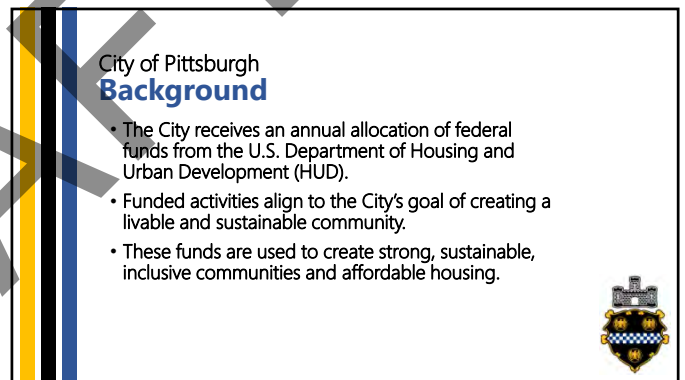 City of Pittsburgh
Background
• The City receives an annual allocation of federal
funds from the U.S. Department of Housing and
Urban Development (HUD).
• Funded activities align to the City’s goal of creating a
livable and sustainable community.
• These funds are used to create strong, sustainable,
inclusive communities and affordable housing.